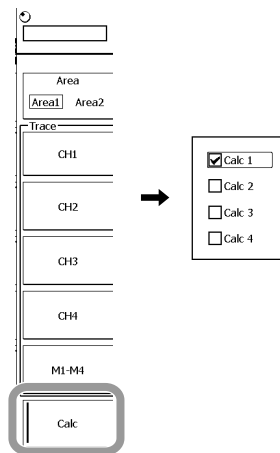 Area
Area1 Area2
Trace
CH1
CH2
CH3
CH4
M1-M4
Calc
Calc 1
Calc 2
Calc 3
Calc 4